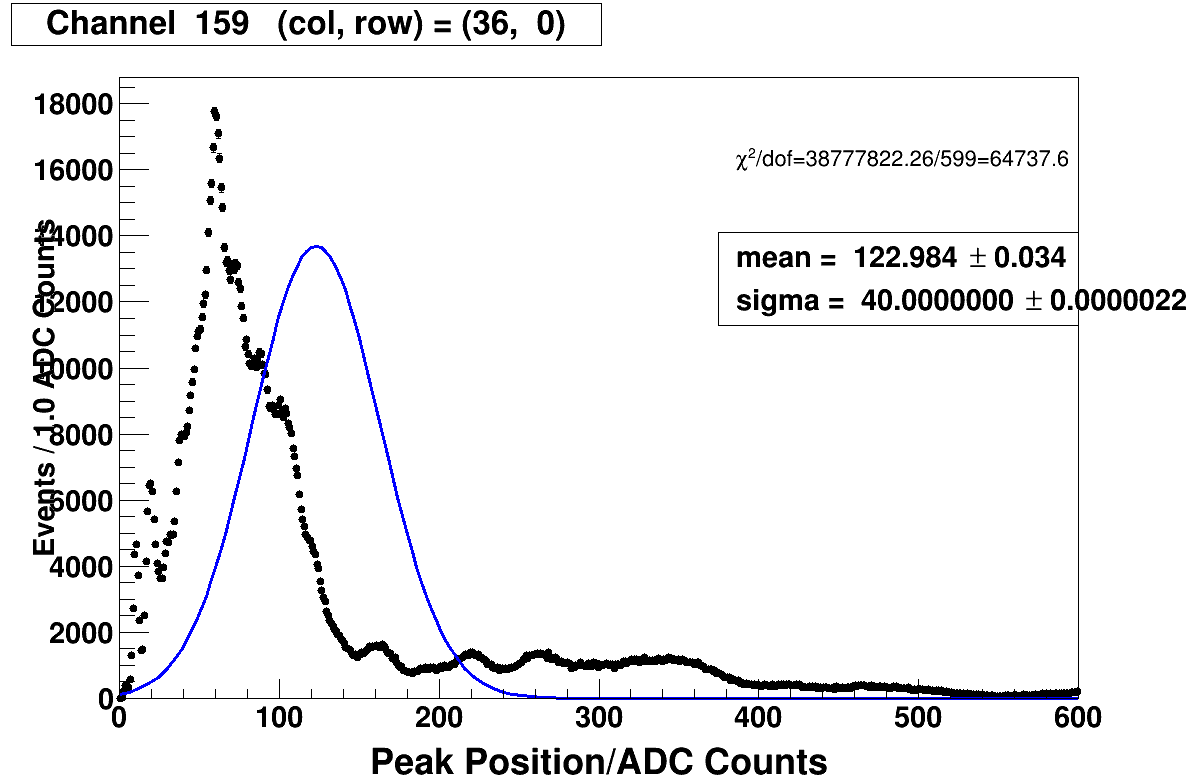 Channel 159 (col, row) = (36, 0)
18000
16000
14000
12000
10000
8000
6000
4000
2000
0
Events / 1.0 ADC Counts
χ²/dof=38777822.26/599=64737.6
mean = 122.984 ± 0.034
sigma = 40.0000000 ± 0.0000022
0 100 200 300 400 500 600
Peak Position/ADC Counts